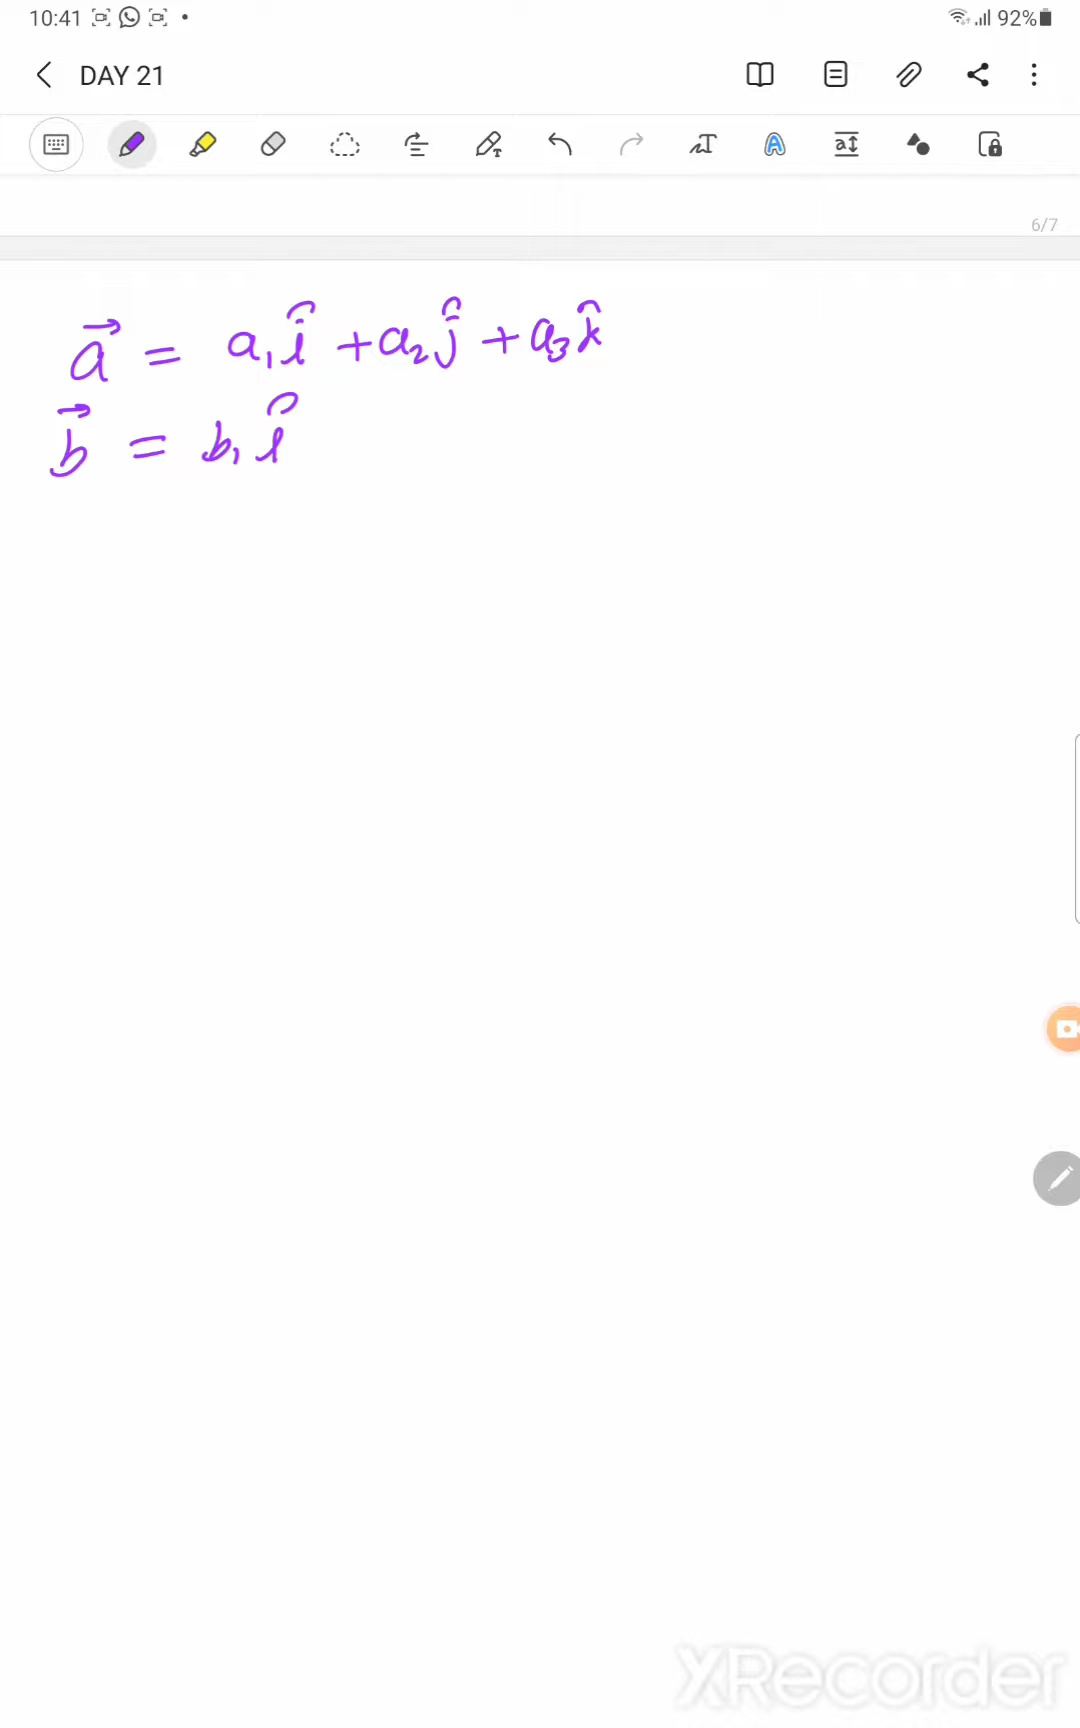 10:41 92%
DAY 21
6/7
a⃗ = a₁î + a₂ĵ + a₃k̂
b⃗ = b₁î
XRecorder